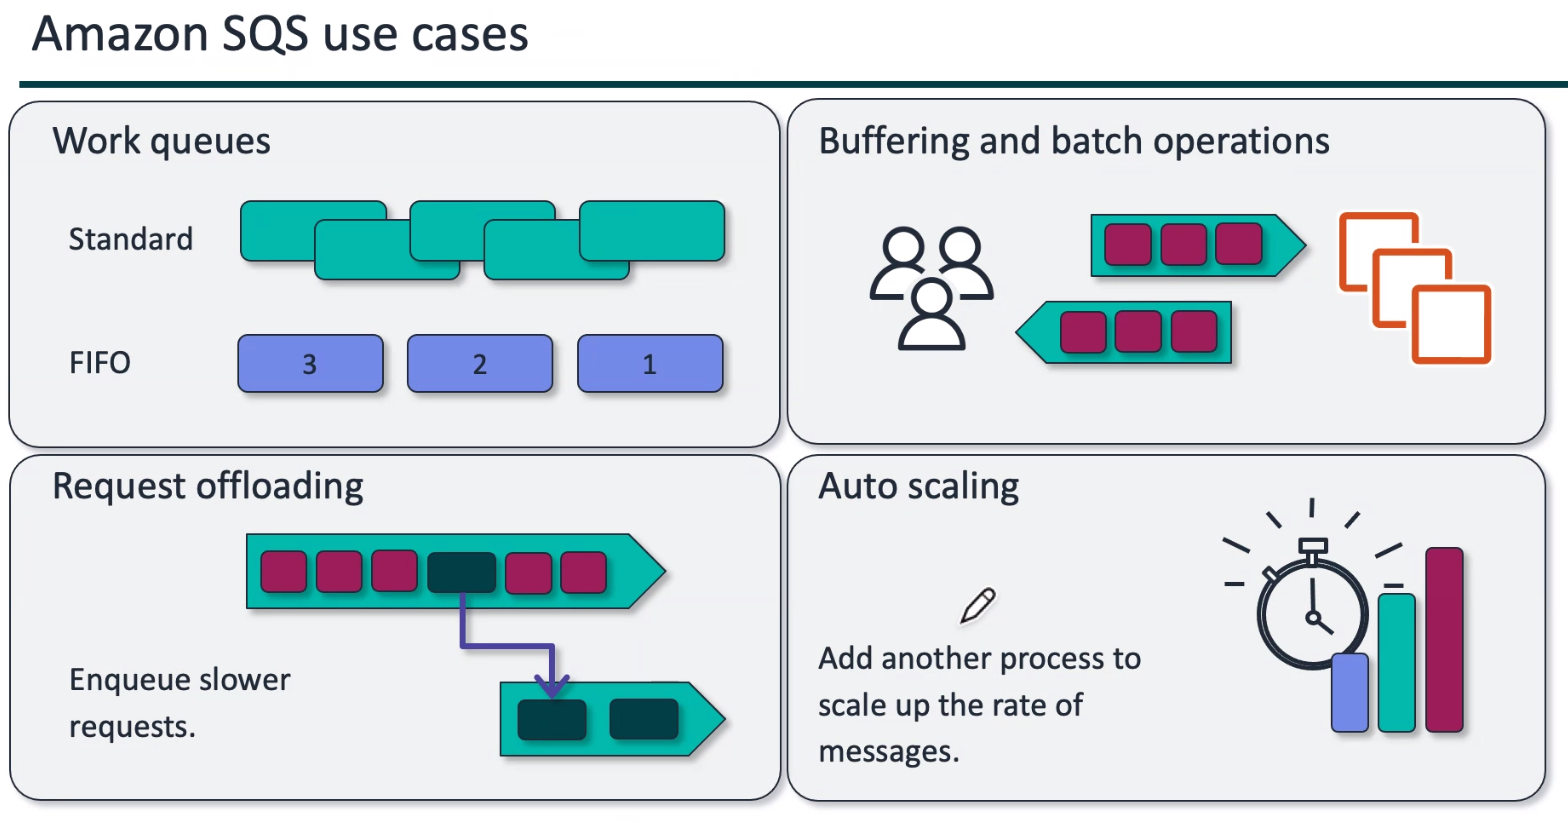 Amazon SQS use cases
Work queues
Standard
FIFO
3
2
1
Buffering and batch operations
Request offloading
Enqueue slower
requests.
Auto scaling
Add another process to
scale up the rate of
messages.